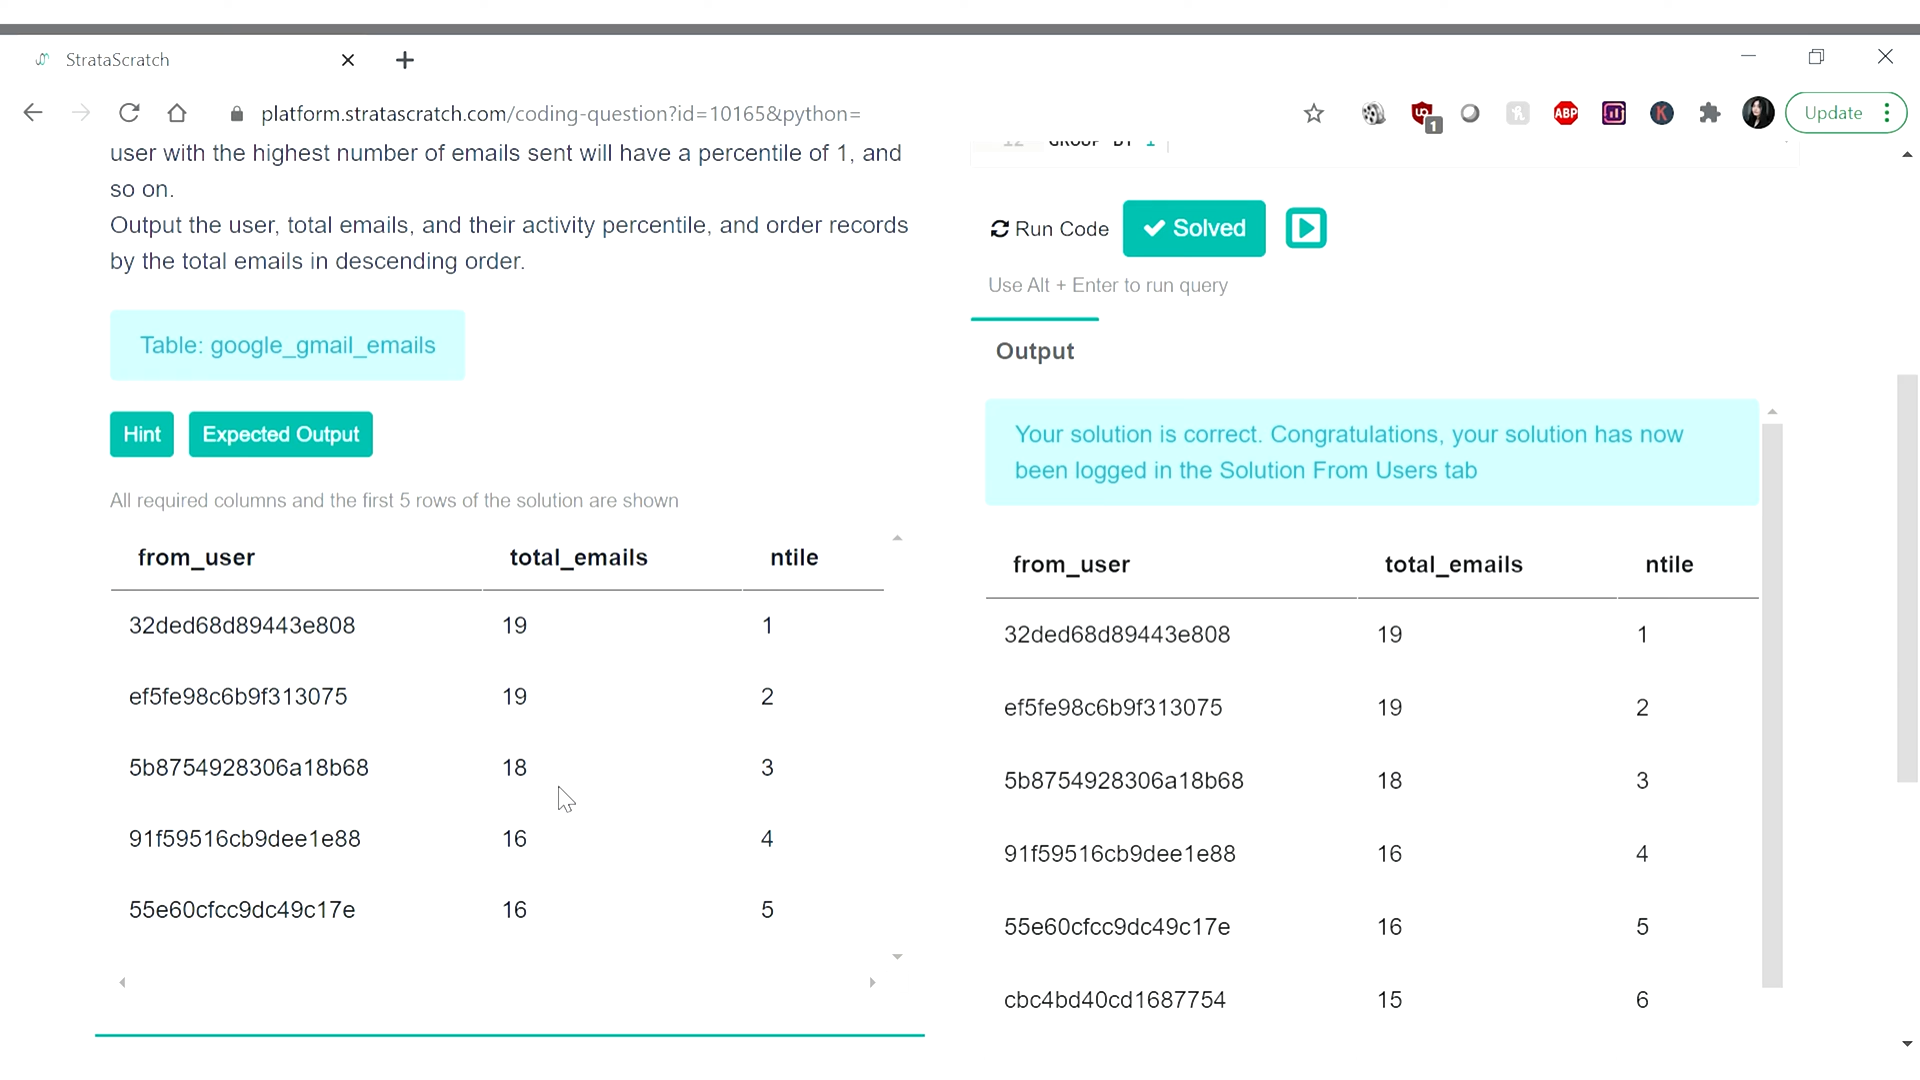 StrataScratch
platform.stratascratch.com/coding-question?id=10165&python=
1
ABP
K
Update
user with the highest number of emails sent will have a percentile of 1, and
so on.
Output the user, total emails, and their activity percentile, and order records
by the total emails in descending order.
Table: google_gmail_emails
Hint
Expected Output
All required columns and the first 5 rows of the solution are shown
from_user total_emails ntile
32ded68d89443e808 19 1
ef5fe98c6b9f313075 19 2
5b8754928306a18b68 18 3
91f59516cb9dee1e88 16 4
55e60cfcc9dc49c17e 16 5
12 GROUP BY 1
Run Code
Solved
Use Alt + Enter to run query
Output
Your solution is correct. Congratulations, your solution has now
been logged in the Solution From Users tab
from_user total_emails ntile
32ded68d89443e808 19 1
ef5fe98c6b9f313075 19 2
5b8754928306a18b68 18 3
91f59516cb9dee1e88 16 4
55e60cfcc9dc49c17e 16 5
cbc4bd40cd1687754 15 6